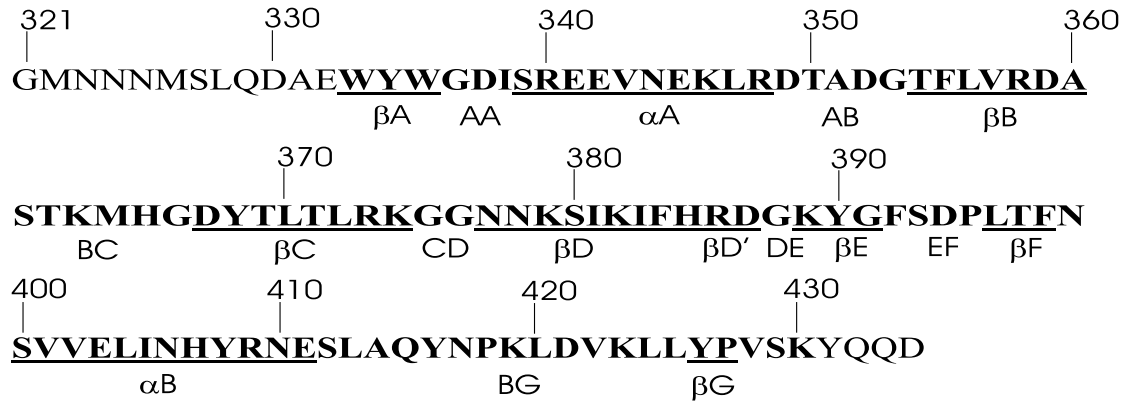 321 330 340 350 360
GMNNNMSLQDAEWYWGDISREEVNEKLRDTADGTFLVRDA
βA AA αA AB βB
370 380 390
STKMHGDYTLTLRKGGNNKSIKIFHRDGKYGFSDPLTFN
BC βC CD βD βD’ DE βE EF βF
400 410 420 430
SVVELINHYRNESLAQYNPKLDVKLLYPVSKYQQD
αB BG βG